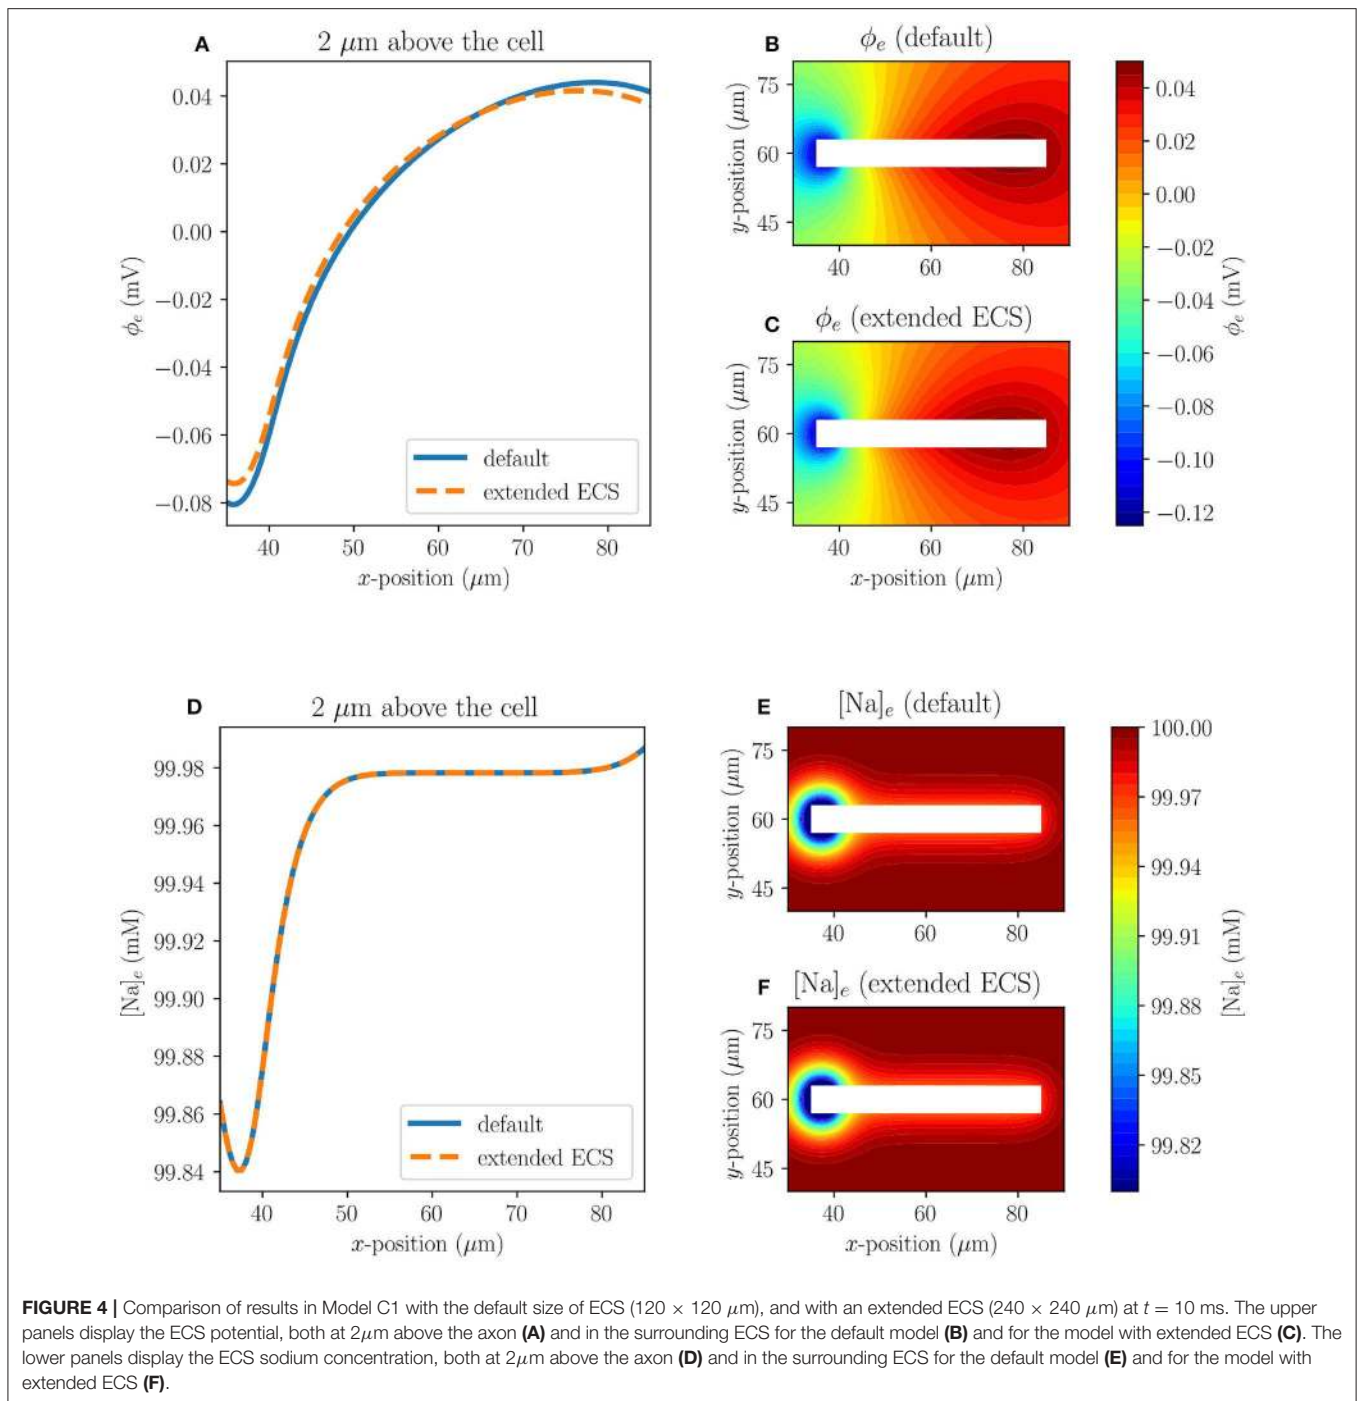 A
2 μm above the cell
0.04
0.02
0.00
−0.02
−0.04
−0.06
−0.08
ϕe (mV)
default
extended ECS
40 50 60 70 80
x-position (μm)
B
ϕe (default)
75
60
45
y-position (μm)
40 60 80
C
ϕe (extended ECS)
75
60
45
y-position (μm)
40 60 80
x-position (μm)
0.04
0.02
0.00
−0.02
−0.04
−0.06
−0.08
−0.10
−0.12
ϕe (mV)
D
2 μm above the cell
99.98
99.96
99.94
99.92
99.90
99.88
99.86
99.84
[Na]e (mM)
default
extended ECS
40 50 60 70 80
x-position (μm)
E
[Na]e (default)
75
60
45
y-position (μm)
40 60 80
F
[Na]e (extended ECS)
75
60
45
y-position (μm)
40 60 80
x-position (μm)
100.00
99.97
99.94
99.91
99.88
99.85
99.82
[Na]e (mM)
FIGURE 4 | Comparison of results in Model C1 with the default size of ECS (120 × 120 μm), and with an extended ECS (240 × 240 μm) at t = 10 ms. The upper
panels display the ECS potential, both at 2μm above the axon (A) and in the surrounding ECS for the default model (B) and for the model with extended ECS (C). The
lower panels display the ECS sodium concentration, both at 2μm above the axon (D) and in the surrounding ECS for the default model (E) and for the model with
extended ECS (F).